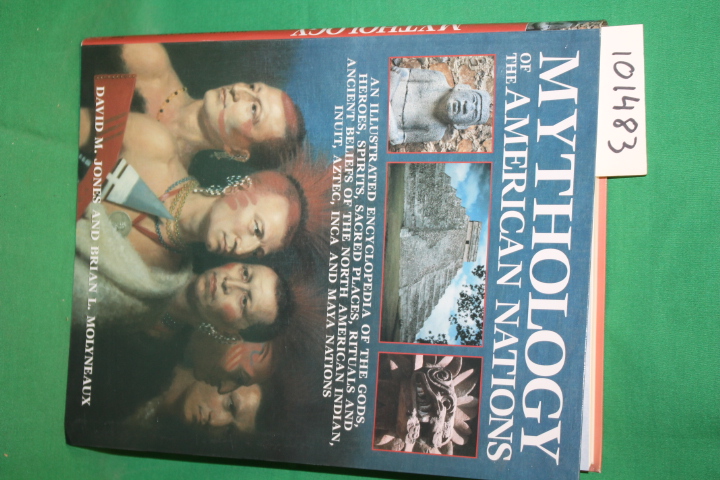 MYTHOLOGY
OF THE AMERICAN NATIONS
AN ILLUSTRATED ENCYCLOPEDIA OF THE GODS,
HEROES, SPIRITS, SACRED PLACES, RITUALS AND
ANCIENT BELIEFS OF THE NORTH AMERICAN INDIAN,
INUIT, AZTEC, INCA AND MAYA NATIONS
DAVID M. JONES AND BRIAN L. MOLYNEAUX
MYTHOLOGY
101483